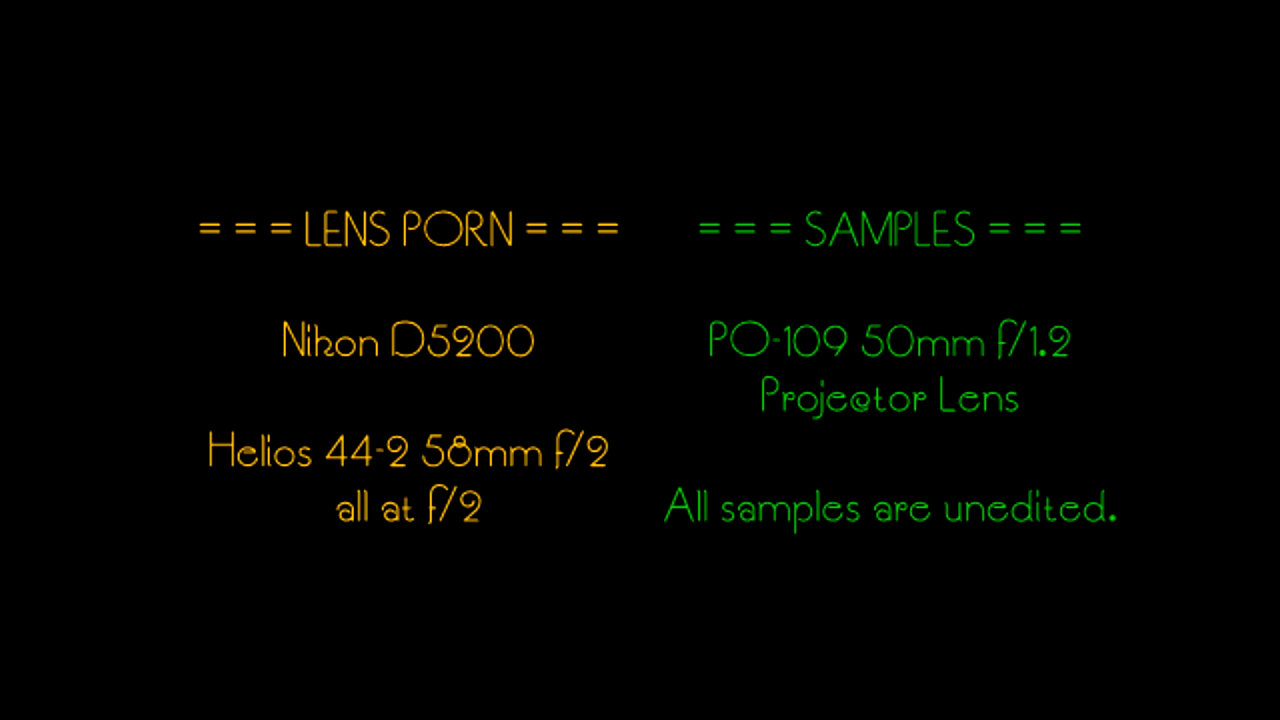 = = = LENS PORN = = =
Nikon D5200
Helios 44-2 58mm f/2
all at f/2
= = = SAMPLES = = =
PO-109 50mm f/1.2
Projector Lens
All samples are unedited.